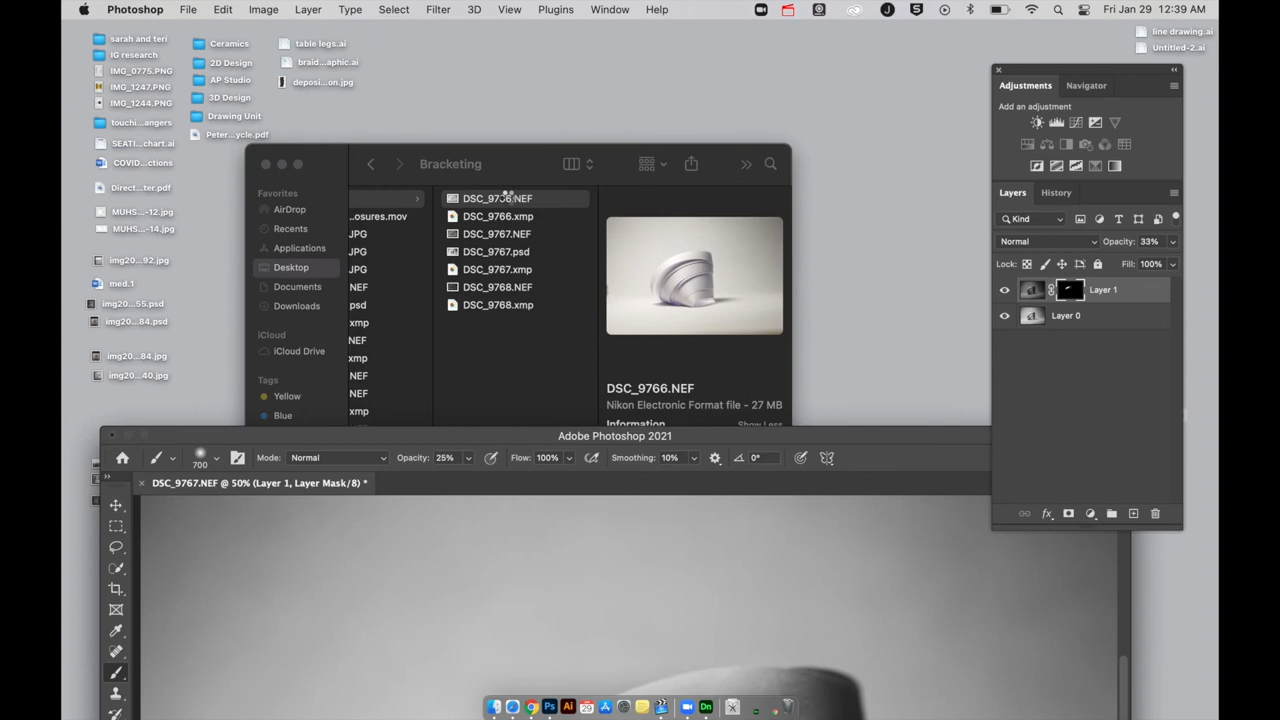 Photoshop File Edit Image Layer Type Select Filter 3D View Plugins Window Help Fri Jan 29 12:39 AM
sarah and teri
IG research
IMG_0775.PNG
IMG_1247.PNG
IMG_1244.PNG
touchi...angers
SEATI...chart.ai
COVID...ctions
Direct...ter.pdf
MUHS...-12.jpg
MUHS...-14.jpg
img20...92.jpg
med.1
img20...55.psd
img20...84.psd
img20...84.jpg
img20...40.jpg
Ceramics
2D Design
AP Studio
3D Design
Drawing Unit
Peter...ycle.pdf
table legs.ai
braid...aphic.ai
deposi...on.jpg
line drawing.ai
Untitled-2.ai
Bracketing
Favorites
AirDrop
Recents
Applications
Desktop
Documents
Downloads
iCloud
iCloud Drive
Tags
Yellow
Blue
...osures.mov
JPG
JPG
JPG
NEF
psd
xmp
NEF
xmp
NEF
NEF
xmp
DSC_9766.NEF
DSC_9766.xmp
DSC_9767.NEF
DSC_9767.psd
DSC_9767.xmp
DSC_9768.NEF
DSC_9768.xmp
DSC_9766.NEF
Nikon Electronic Format file - 27 MB
Information Show Less
Adjustments Navigator
Add an adjustment
Layers History
Kind
Normal Opacity: 33%
Lock: Fill: 100%
Layer 1
Layer 0
Adobe Photoshop 2021
700 Mode: Normal Opacity: 25% Flow: 100% Smoothing: 10% 0°
DSC_9767.NEF @ 50% (Layer 1, Layer Mask/8) *
Ps Ai 29 Dn